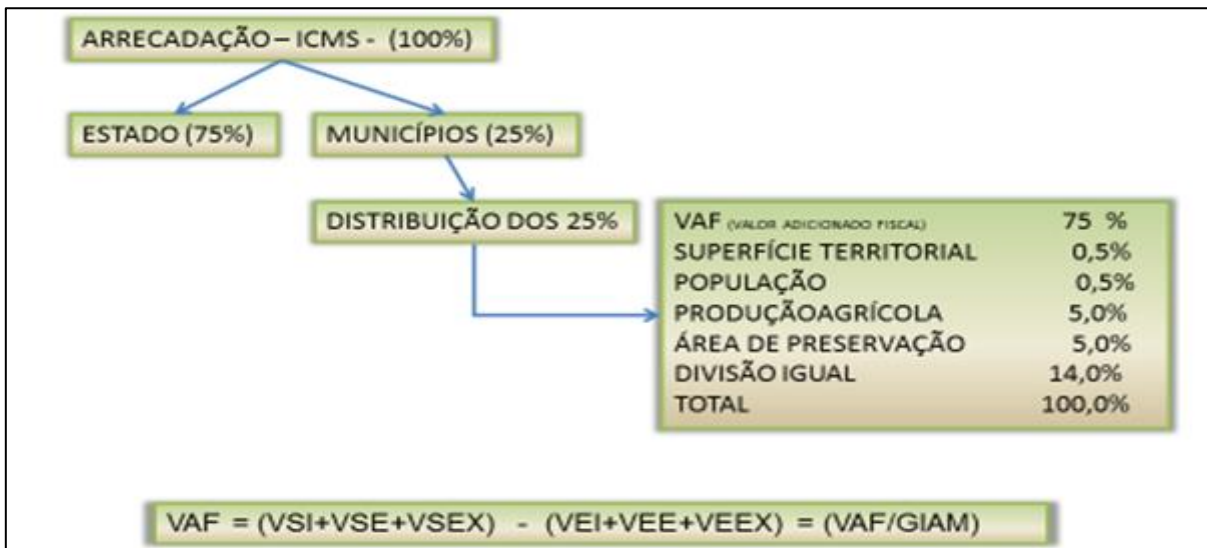 ARRECADAÇÃO – ICMS - (100%)
ESTADO (75%)
MUNICÍPIOS (25%)
DISTRIBUIÇÃO DOS 25%
VAF (VALOR ADICIONADO FISCAL) 75 %
SUPERFÍCIE TERRITORIAL 0,5%
POPULAÇÃO 0,5%
PRODUÇÃOAGRÍCOLA 5,0%
ÁREA DE PRESERVAÇÃO 5,0%
DIVISÃO IGUAL 14,0%
TOTAL 100,0%
VAF = (VSI+VSE+VSEX) - (VEI+VEE+VEEX) = (VAF/GIAM)